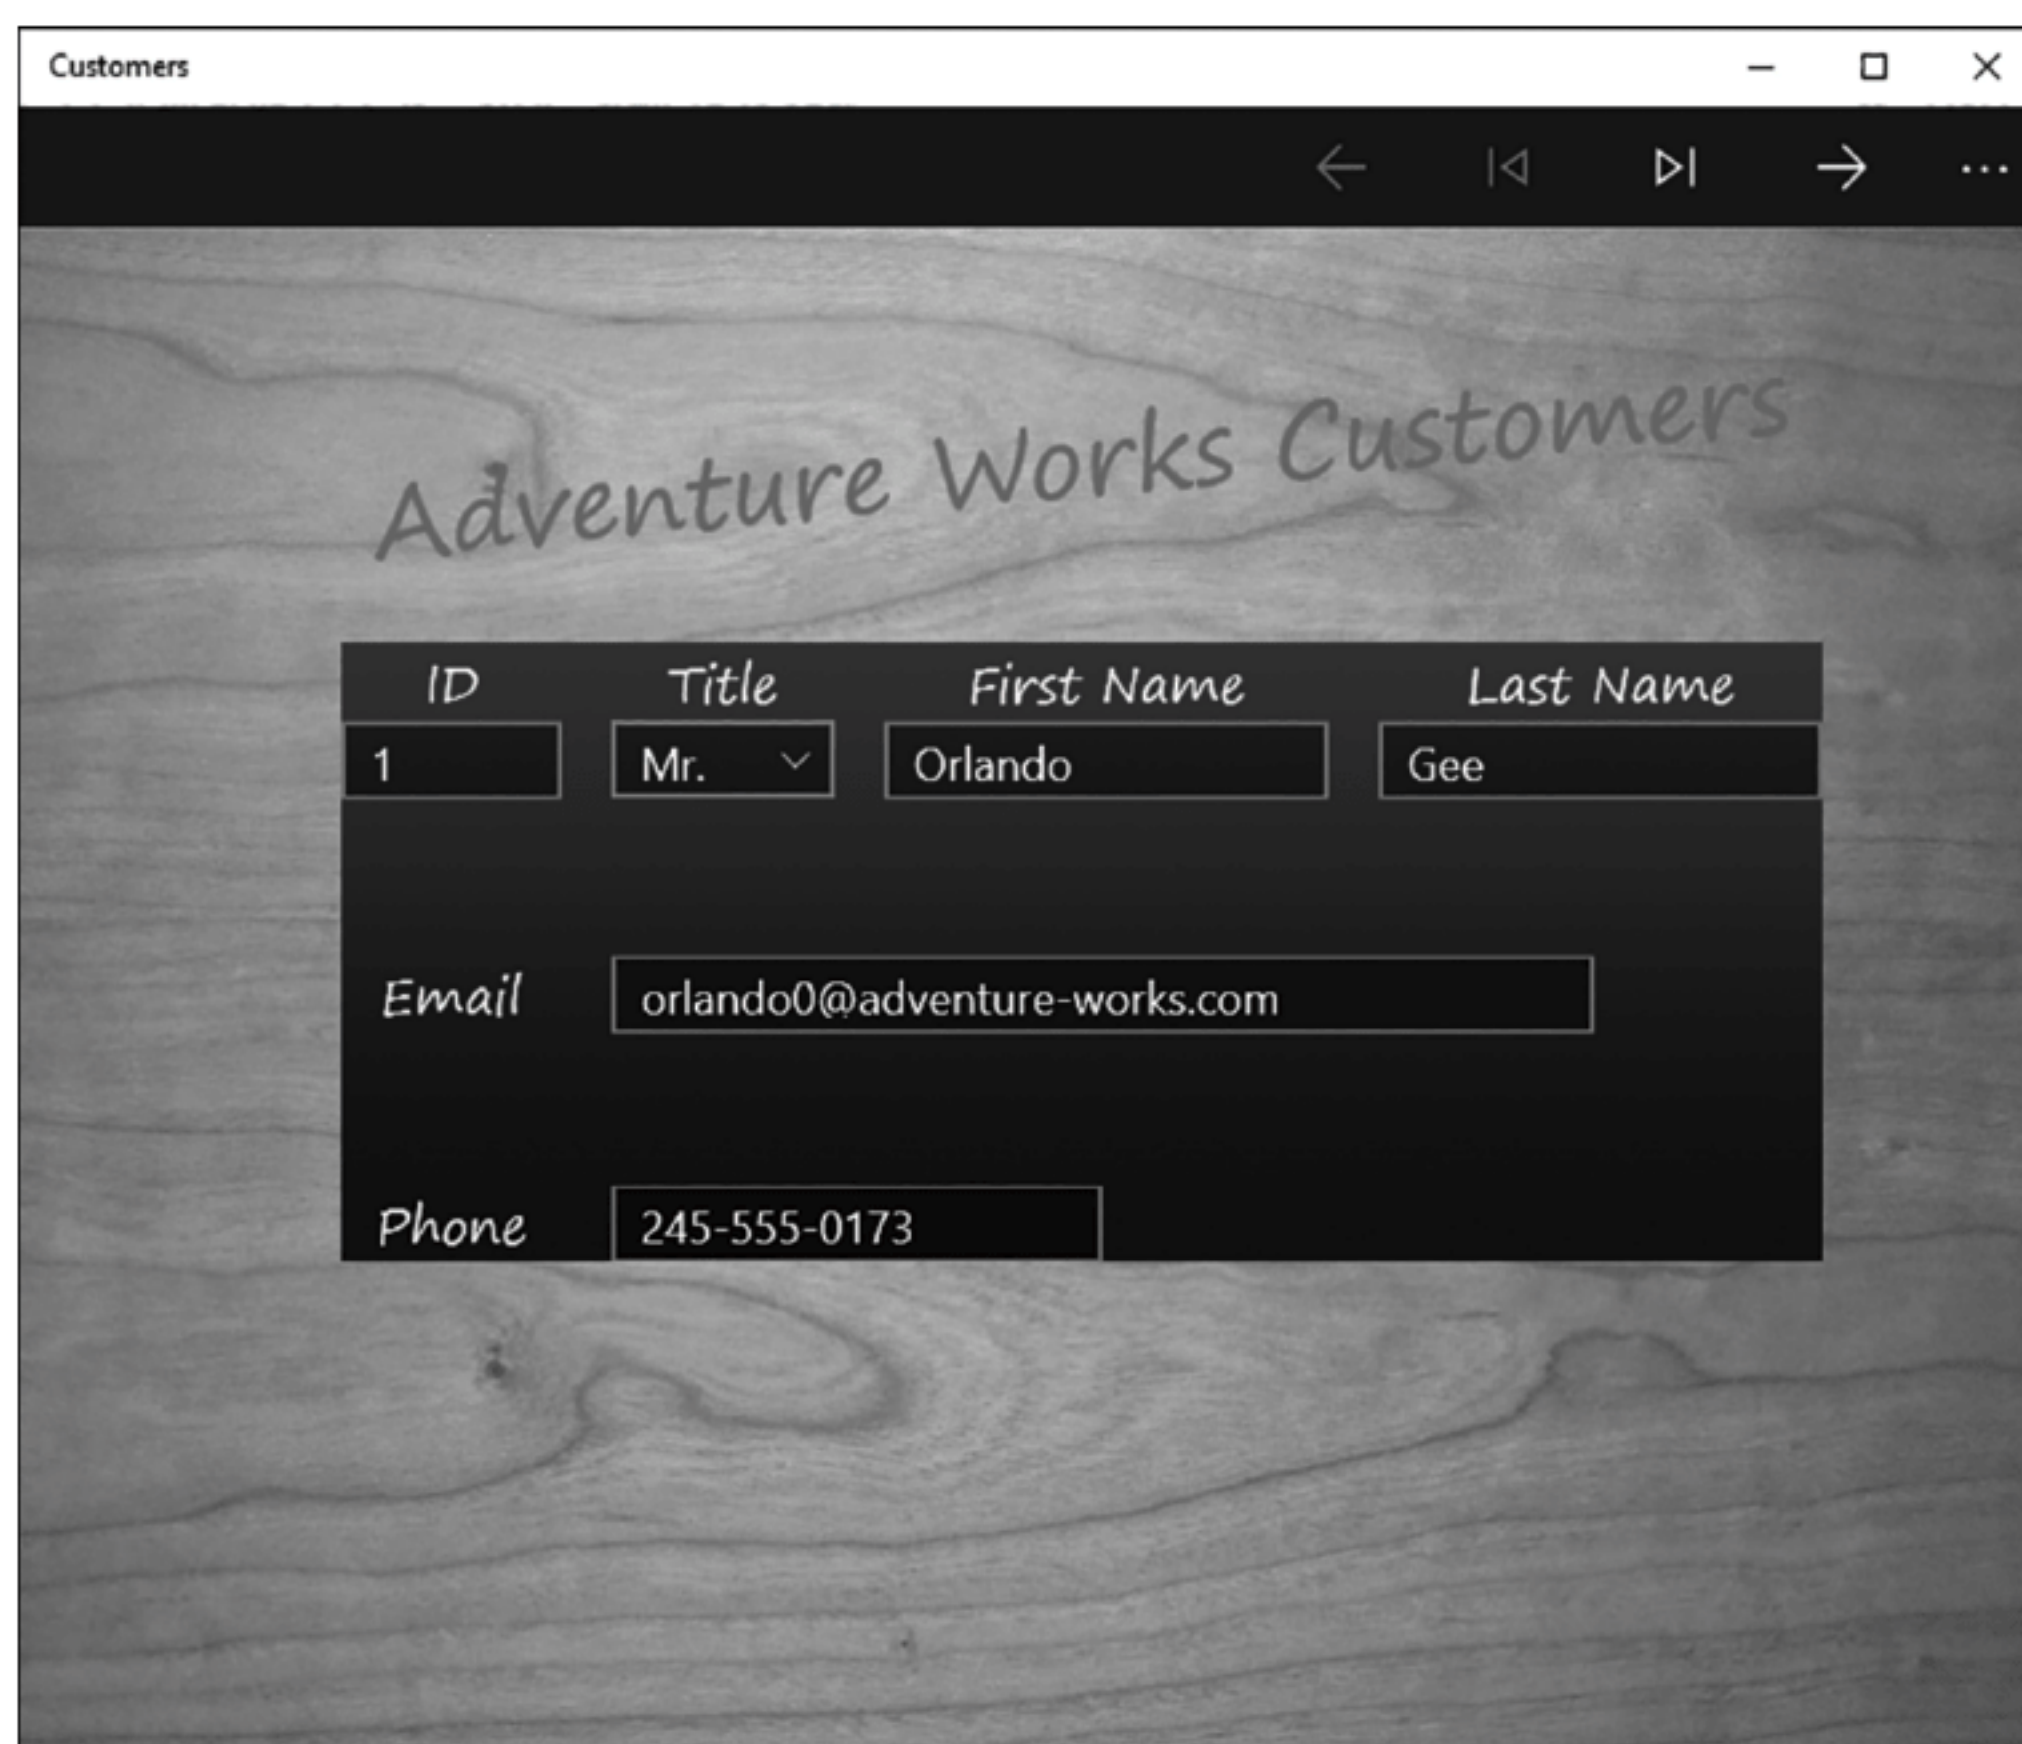 Customers
Adventure Works Customers
ID Title First Name Last Name
1 Mr. Orlando Gee
Email orlando0@adventure-works.com
Phone 245-555-0173